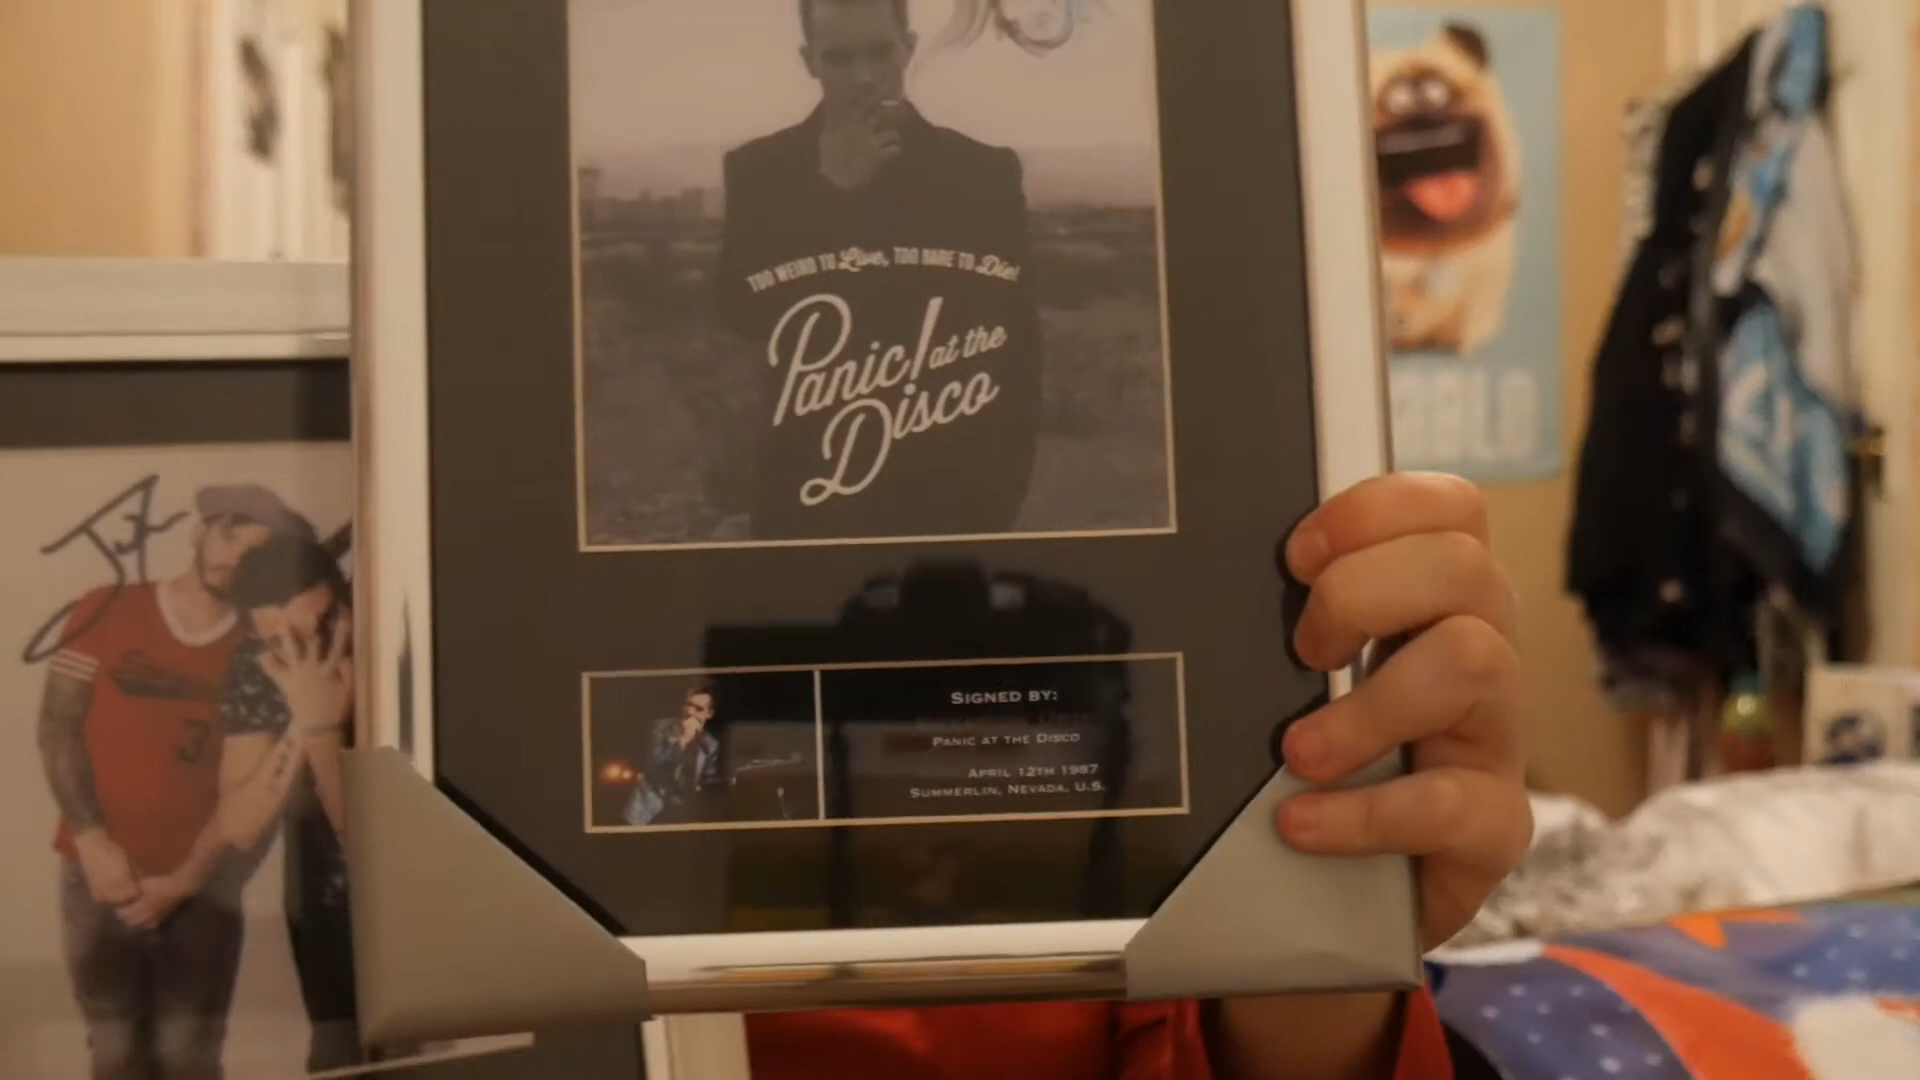 TOO WEIRD TO Live, TOO RARE TO Die!
Panic! at the
Disco
SIGNED BY:
PANIC AT THE DISCO
APRIL 12TH 1987
SUMMERLIN, NEVADA, U.S.
3